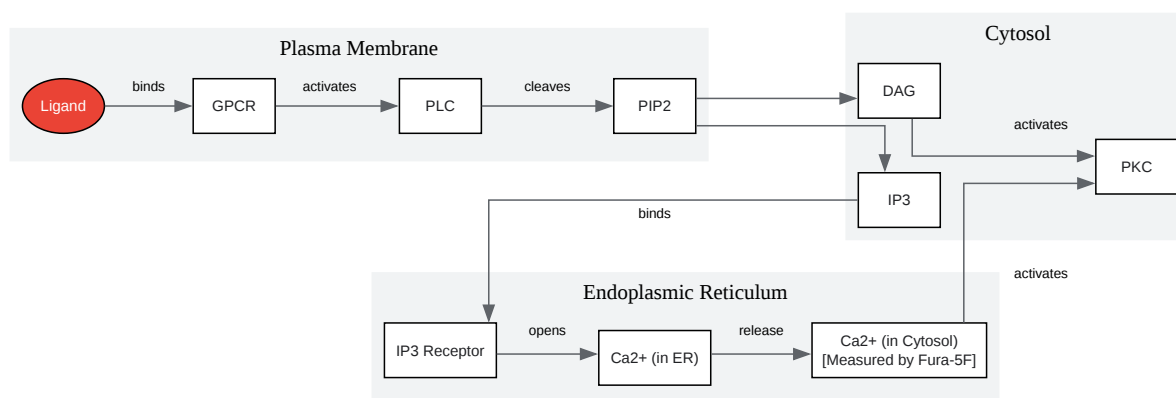 Plasma Membrane
Cytosol
Ligand
binds
GPCR
activates
PLC
cleaves
PIP2
DAG
activates
PKC
IP3
binds
activates
Endoplasmic Reticulum
IP3 Receptor
opens
Ca2+ (in ER)
release
Ca2+ (in Cytosol)
[Measured by Fura-5F]